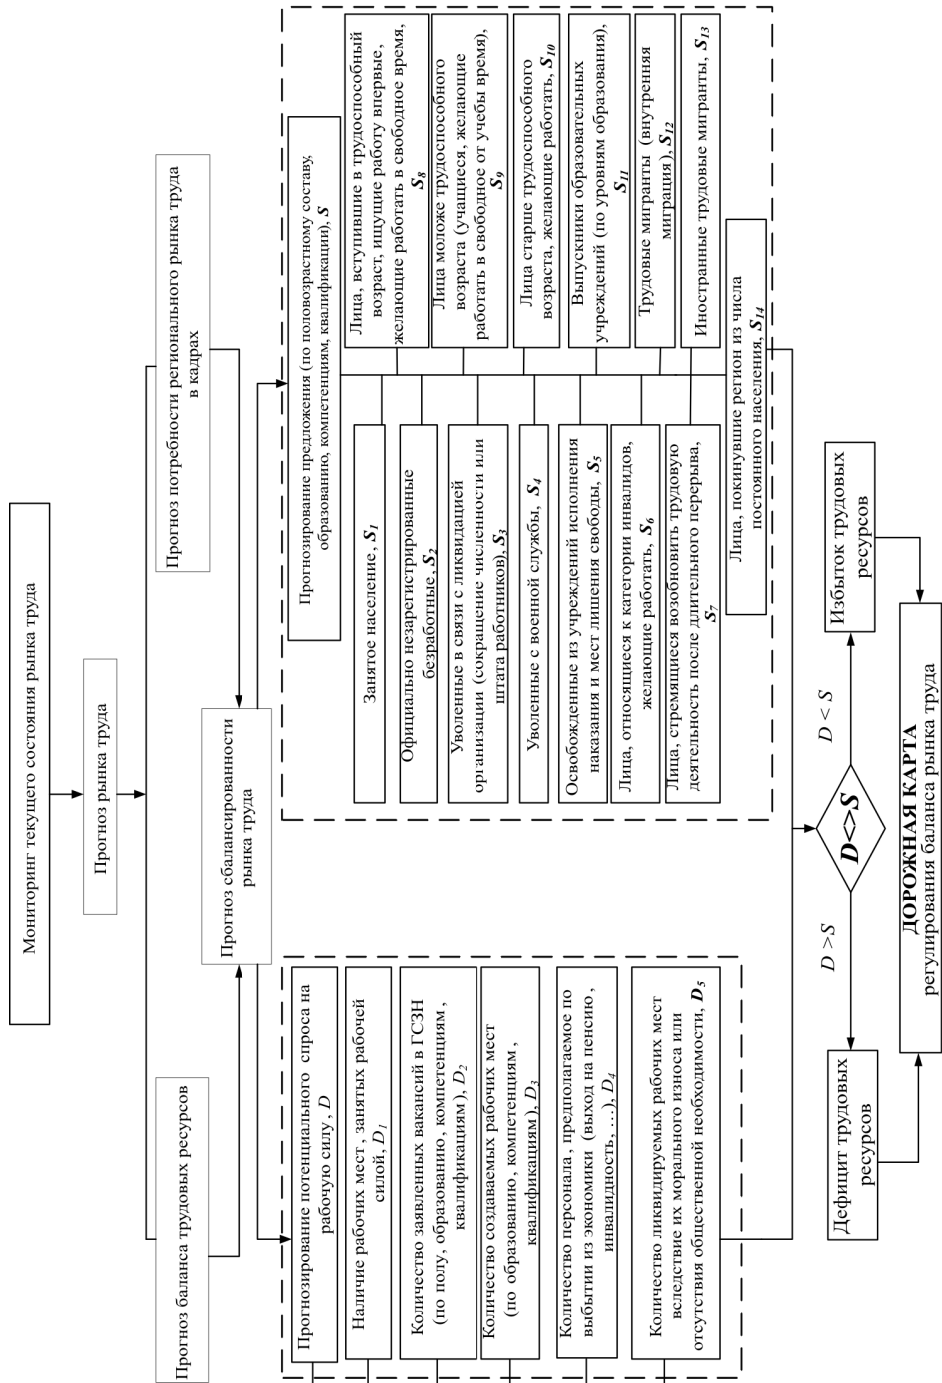 Мониторинг текущего состояния рынка труда
Прогноз рынка труда
Прогноз баланса трудовых ресурсов
Прогноз потребности регионального рынка труда
в кадрах
Прогноз сбалансированности
рынка труда
Прогнозирование потенциального спроса на
рабочую силу, D
Наличие рабочих мест, занятых рабочей
силой, D1
Количество заявленных вакансий в ГСЗН
(по полу, образованию, компетенциям,
квалификациям), D2
Количество создаваемых рабочих мест
(по образованию, компетенциям,
квалификациям), D3
Количество персонала, предполагаемое по
выбытии из экономики (выход на пенсию,
инвалидность, ...), D4
Количество ликвидируемых рабочих мест
вследствие их морального износа или
отсутствия общественной необходимости, D5
Прогнозирование предложения (по половозрастному составу,
образованию, компетенциям, квалификации), S
Занятое население, S1
Официально незарегистрированные
безработные, S2
Уволенные в связи с ликвидацией
организации (сокращение численности или
штата работников), S3
Уволенные с военной службы, S4
Освобожденные из учреждений исполнения
наказания и мест лишения свободы, S5
Лица, относящиеся к категории инвалидов,
желающие работать, S6
Лица, стремящиеся возобновить трудовую
деятельность после длительного перерыва,
S7
Лица, вступившие в трудоспособный
возраст, ищущие работу впервые,
желающие работать в свободное время,
S8
Лица моложе трудоспособного
возраста (учащиеся, желающие
работать в свободное от учебы время),
S9
Лица старше трудоспособного
возраста, желающие работать, S10
Выпускники образовательных
учреждений (по уровням образования),
S11
Трудовые мигранты (внутренняя
миграция), S12
Иностранные трудовые мигранты, S13
Лица, покинувшие регион из числа
постоянного населения, S14
D >S
D<>S
D < S
Дефицит трудовых
ресурсов
Избыток трудовых
ресурсов
ДОРОЖНАЯ КАРТА
регулирования баланса рынка труда